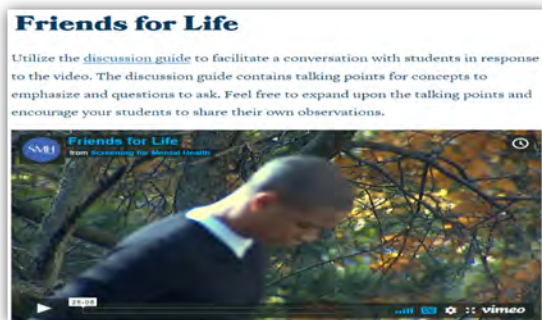 Friends for Life
Utilize the discussion guide to facilitate a conversation with students in response
to the video. The discussion guide contains talking points for concepts to
emphasize and questions to ask. Feel free to expand upon the talking points and
encourage your students to share their own observations.
SMH
Friends for Life
from Screening for Mental Health
25:05
CC
vimeo